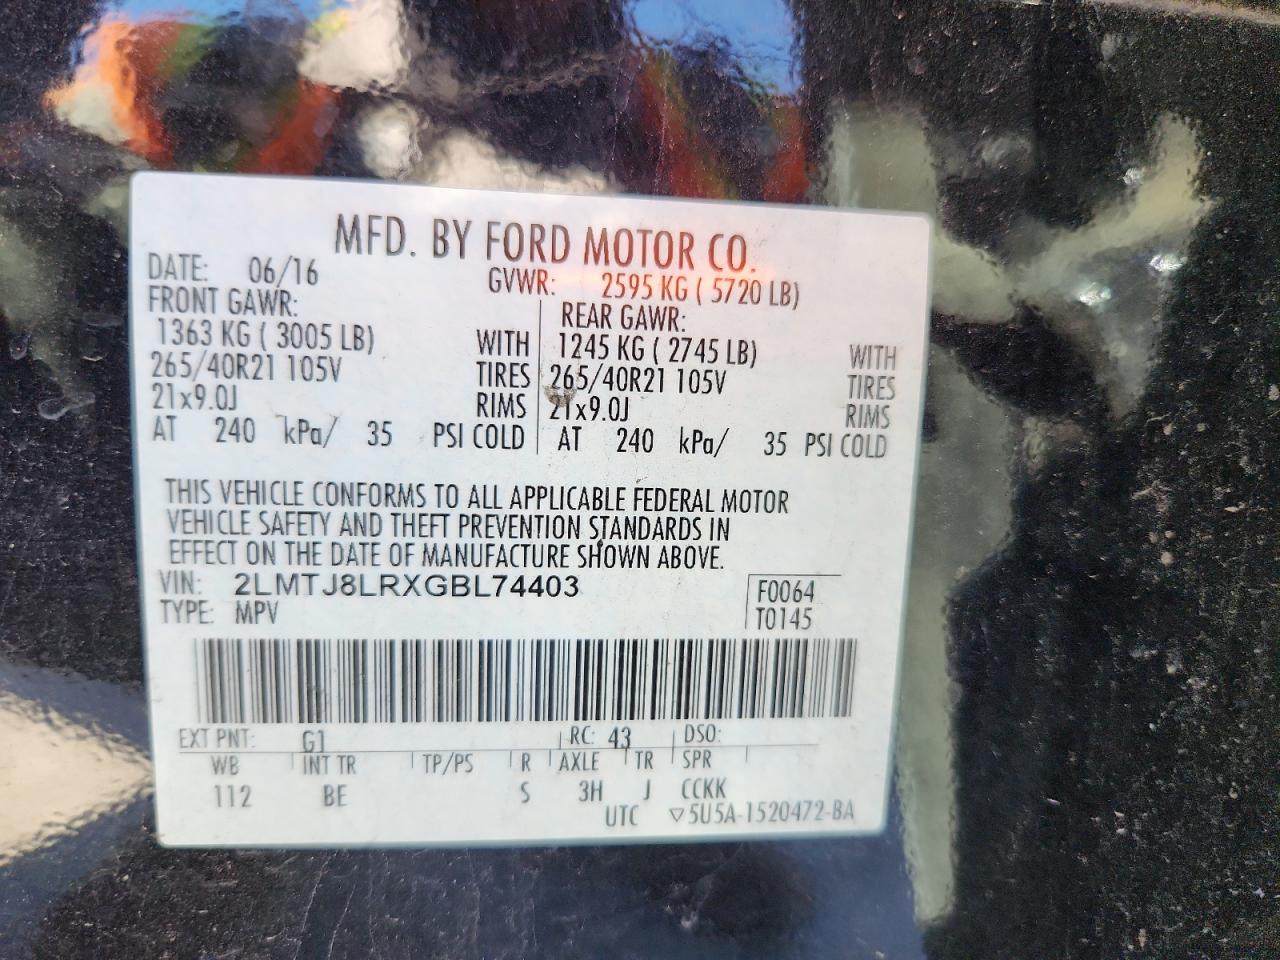 MFD. BY FORD MOTOR CO.
DATE: 06/16 GVWR: 2595 KG ( 5720 LB)
FRONT GAWR: REAR GAWR:
1363 KG ( 3005 LB) WITH 1245 KG ( 2745 LB) WITH
265/40R21 105V TIRES 265/40R21 105V TIRES
21x9.0J RIMS 21x9.0J RIMS
AT 240 kPa/ 35 PSI COLD AT 240 kPa/ 35 PSI COLD
THIS VEHICLE CONFORMS TO ALL APPLICABLE FEDERAL MOTOR
VEHICLE SAFETY AND THEFT PREVENTION STANDARDS IN
EFFECT ON THE DATE OF MANUFACTURE SHOWN ABOVE.
VIN: 2LMTJ8LRXGBL74403 F0064
TYPE: MPV T0145
EXT PNT: G1 RC: 43 DSO:
WB INT TR TP/PS R AXLE TR SPR
112 BE S 3H J CCKK
UTC ▽5U5A-1520472-BA